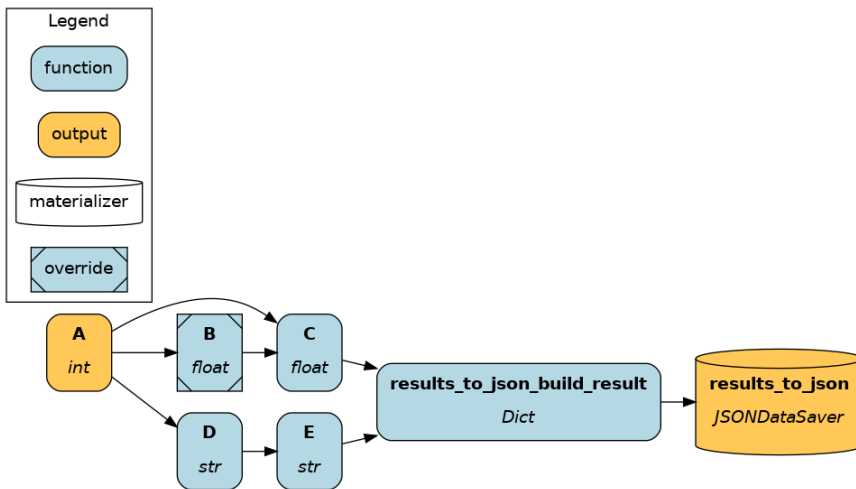 Legend
function
output
materializer
override
A
int
B
float
C
float
D
str
E
str
results_to_json_build_result
Dict
results_to_json
JSONDataSaver